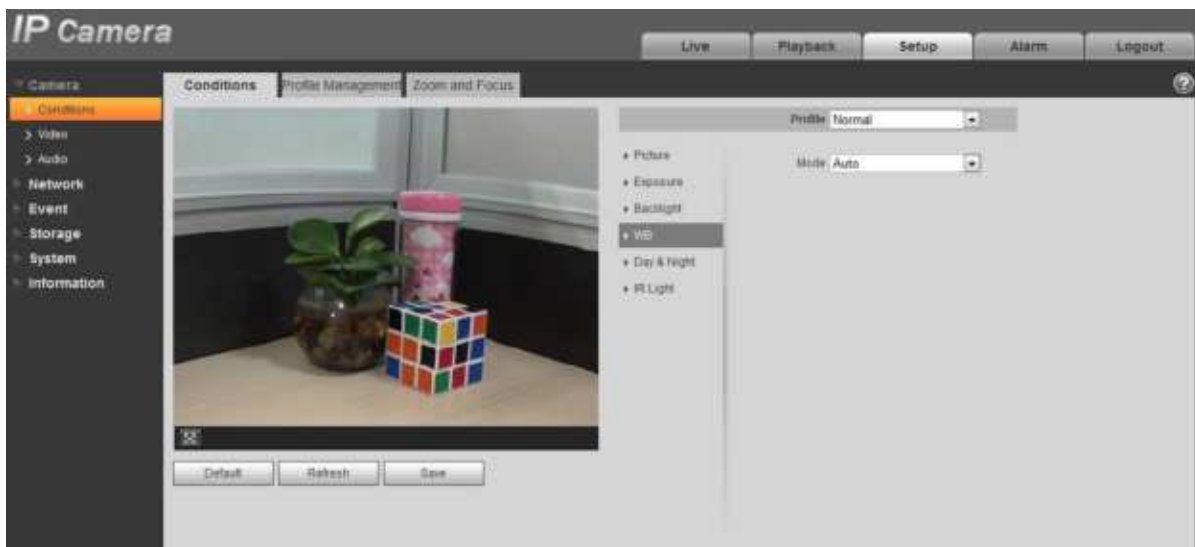 IP Camera
Live
Playback
Setup
Alarm
Logout
Camera
Conditions
Video
Audio
Network
Event
Storage
System
Information
Conditions
Profile Management
Zoom and Focus
Profile Normal
Picture
Exposure
Backlight
WB
Day & Night
IR Light
Mode Auto
Default
Refresh
Save